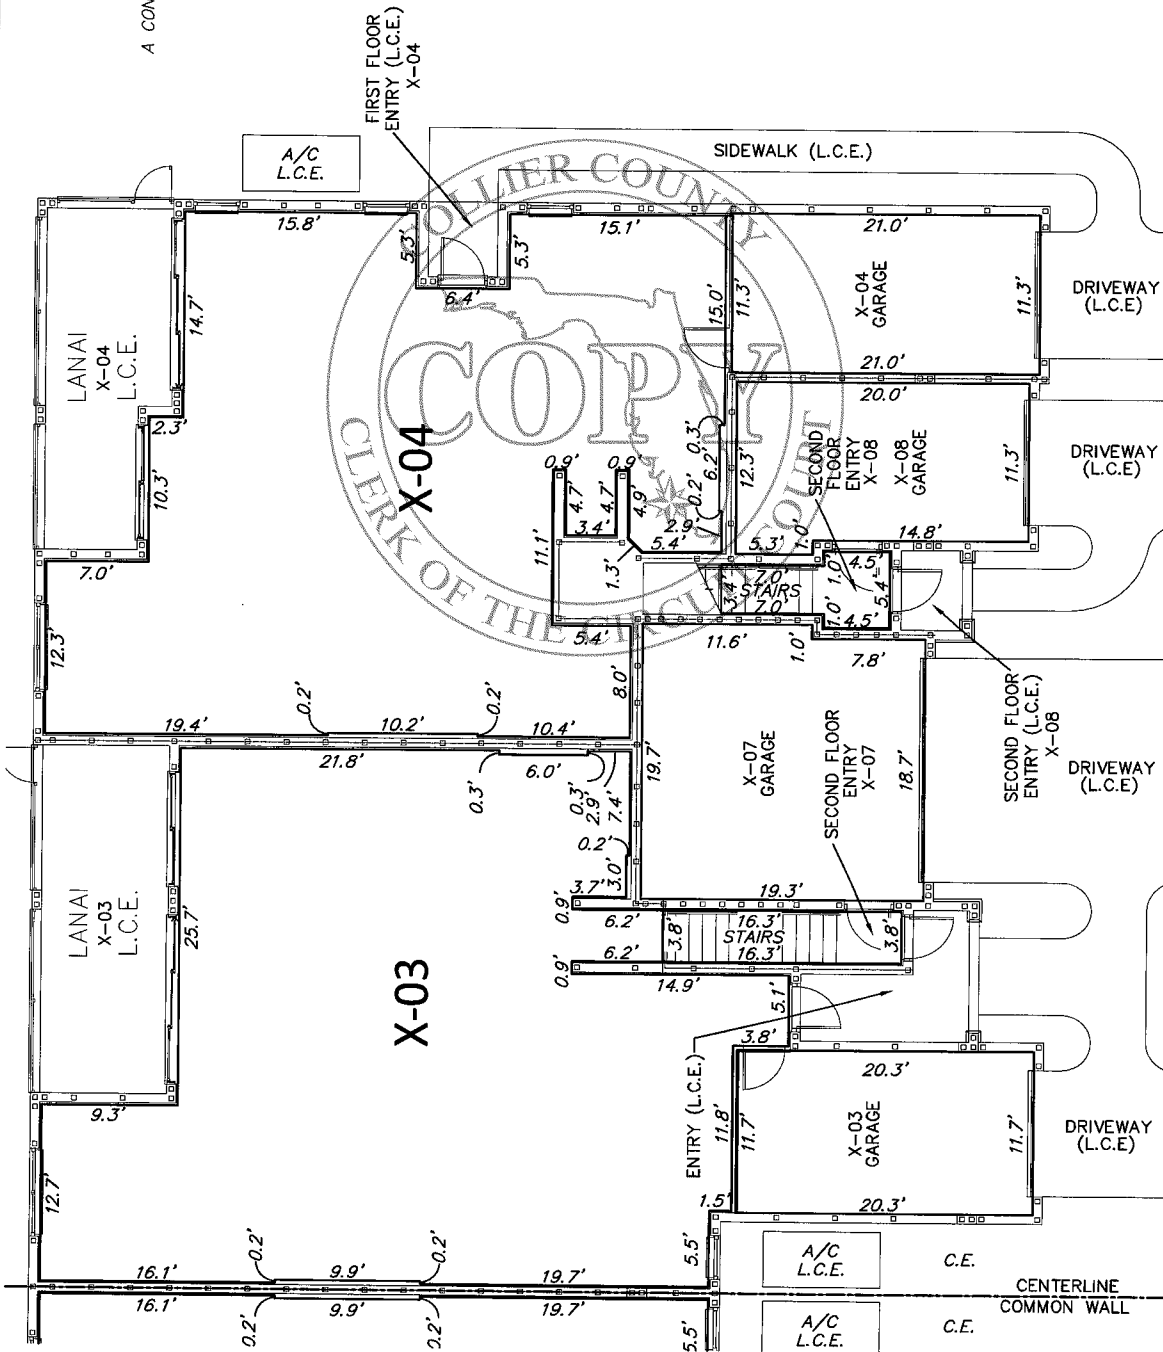 A CON
FIRST FLOOR
ENTRY (L.C.E.)
X-04
A/C
L.C.E.
SIDEWALK (L.C.E.)
COLLIER COUNTY
CLERK OF THE CIRCUIT COURT
COPY
15.8'
5.3'
6.4'
5.3'
15.1'
21.0'
LANAI
X-04
L.C.E.
14.7'
15.0'
11.3'
X-04
GARAGE
11.3'
DRIVEWAY
(L.C.E)
21.0'
20.0'
2.3'
10.3'
X-04
0.3'
6.2'
0.2'
12.3'
SECOND
FLOOR
ENTRY
X-08
X-08
GARAGE
11.3'
DRIVEWAY
(L.C.E)
0.9'
0.9'
4.7'
4.7'
4.9'
3.4'
2.9'
5.4'
5.3'
1.0'
14.8'
7.0'
11.1'
1.3'
3.4'
7.0'
STAIRS
7.0'
1.0'
4.5'
5.4'
1.0'
4.5'
12.3'
5.4'
11.6'
1.0'
7.8'
8.0'
19.4'
0.2'
10.2'
0.2'
10.4'
21.8'
6.0'
0.3'
0.3'
2.9'
7.4'
19.7'
X-07
GARAGE
SECOND FLOOR
ENTRY
X-07
18.7'
SECOND FLOOR
ENTRY (L.C.E.)
X-08
DRIVEWAY
(L.C.E)
LANAI
X-03
L.C.E.
25.7'
0.2'
3.0'
3.7'
0.9'
19.3'
6.2'
3.8'
16.3'
STAIRS
16.3'
3.8'
6.2'
0.9'
14.9'
X-03
5.1'
3.8'
ENTRY (L.C.E.)
20.3'
9.3'
11.8'
11.7'
X-03
GARAGE
11.7'
DRIVEWAY
(L.C.E)
12.7'
1.5'
20.3'
5.5'
A/C
L.C.E.
C.E.
16.1'
0.2'
9.9'
0.2'
19.7'
CENTERLINE
COMMON WALL
16.1'
0.2'
9.9'
0.2'
19.7'
5.5'
A/C
L.C.E.
C.E.